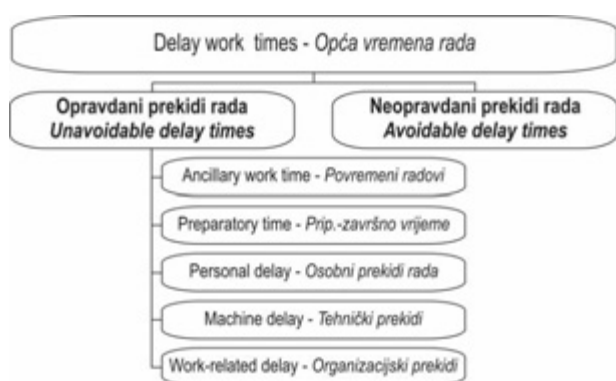 Delay work times - Opća vremena rada
Opravdani prekidi rada
Unavoidable delay times
Neopravdani prekidi rada
Avoidable delay times
Ancillary work time - Povremeni radovi
Preparatory time - Prip.-završno vrijeme
Personal delay - Osobni prekidi rada
Machine delay - Tehnički prekidi
Work-related delay - Organizacijski prekidi